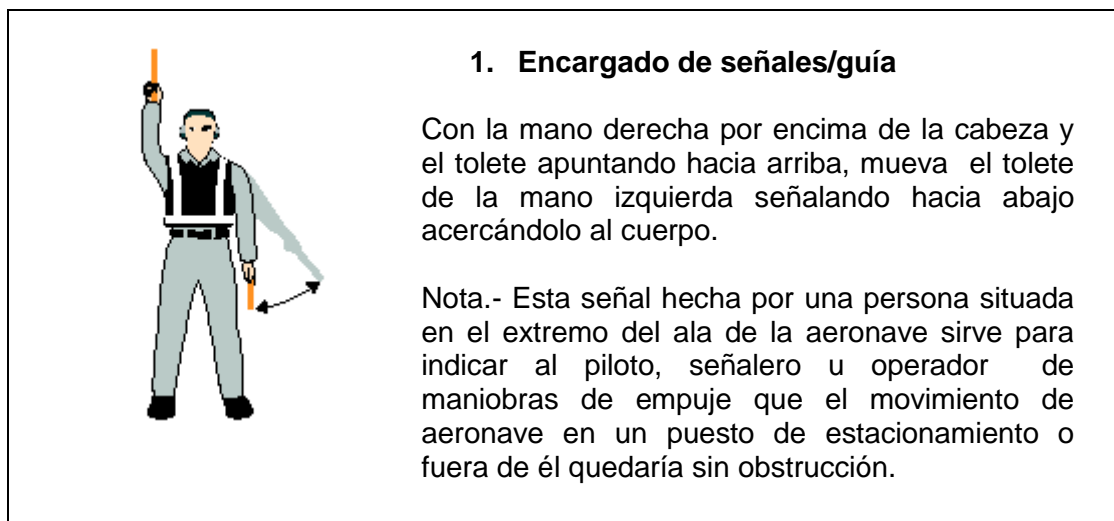 1. Encargado de señales/guía
Con la mano derecha por encima de la cabeza y
el tolete apuntando hacia arriba, mueva el tolete
de la mano izquierda señalando hacia abajo
acercándolo al cuerpo.
Nota.- Esta señal hecha por una persona situada
en el extremo del ala de la aeronave sirve para
indicar al piloto, señalero u operador de
maniobras de empuje que el movimiento de
aeronave en un puesto de estacionamiento o
fuera de él quedaría sin obstrucción.